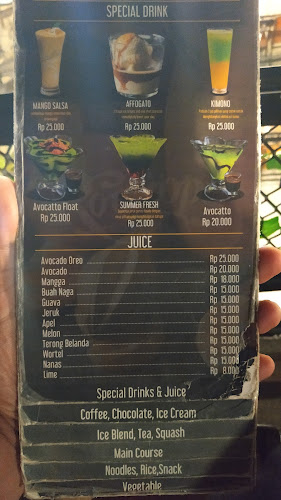 SPECIAL DRINK
MANGO SALSA
Rp 25.000
AFFOGATO
Rp 25.000
KIMONO
Rp 25.000
Avocatto Float
Rp 25.000
SUMMER FRESH
Rp 25.000
Avocatto
Rp 20.000
JUICE
Avocado Oreo Rp 25.000
Avocado Rp 20.000
Mangga Rp 18.000
Buah Naga Rp 15.000
Guava Rp 15.000
Jeruk Rp 15.000
Apel Rp 15.000
Melon Rp 15.000
Terong Belanda Rp 15.000
Wortel Rp 15.000
Nanas Rp 15.000
Lime Rp 8.000
Special Drinks & Juice
Coffee, Chocolate, Ice Cream
Ice Blend, Tea, Squash
Main Course
Noodles, Rice,Snack
Vegetable